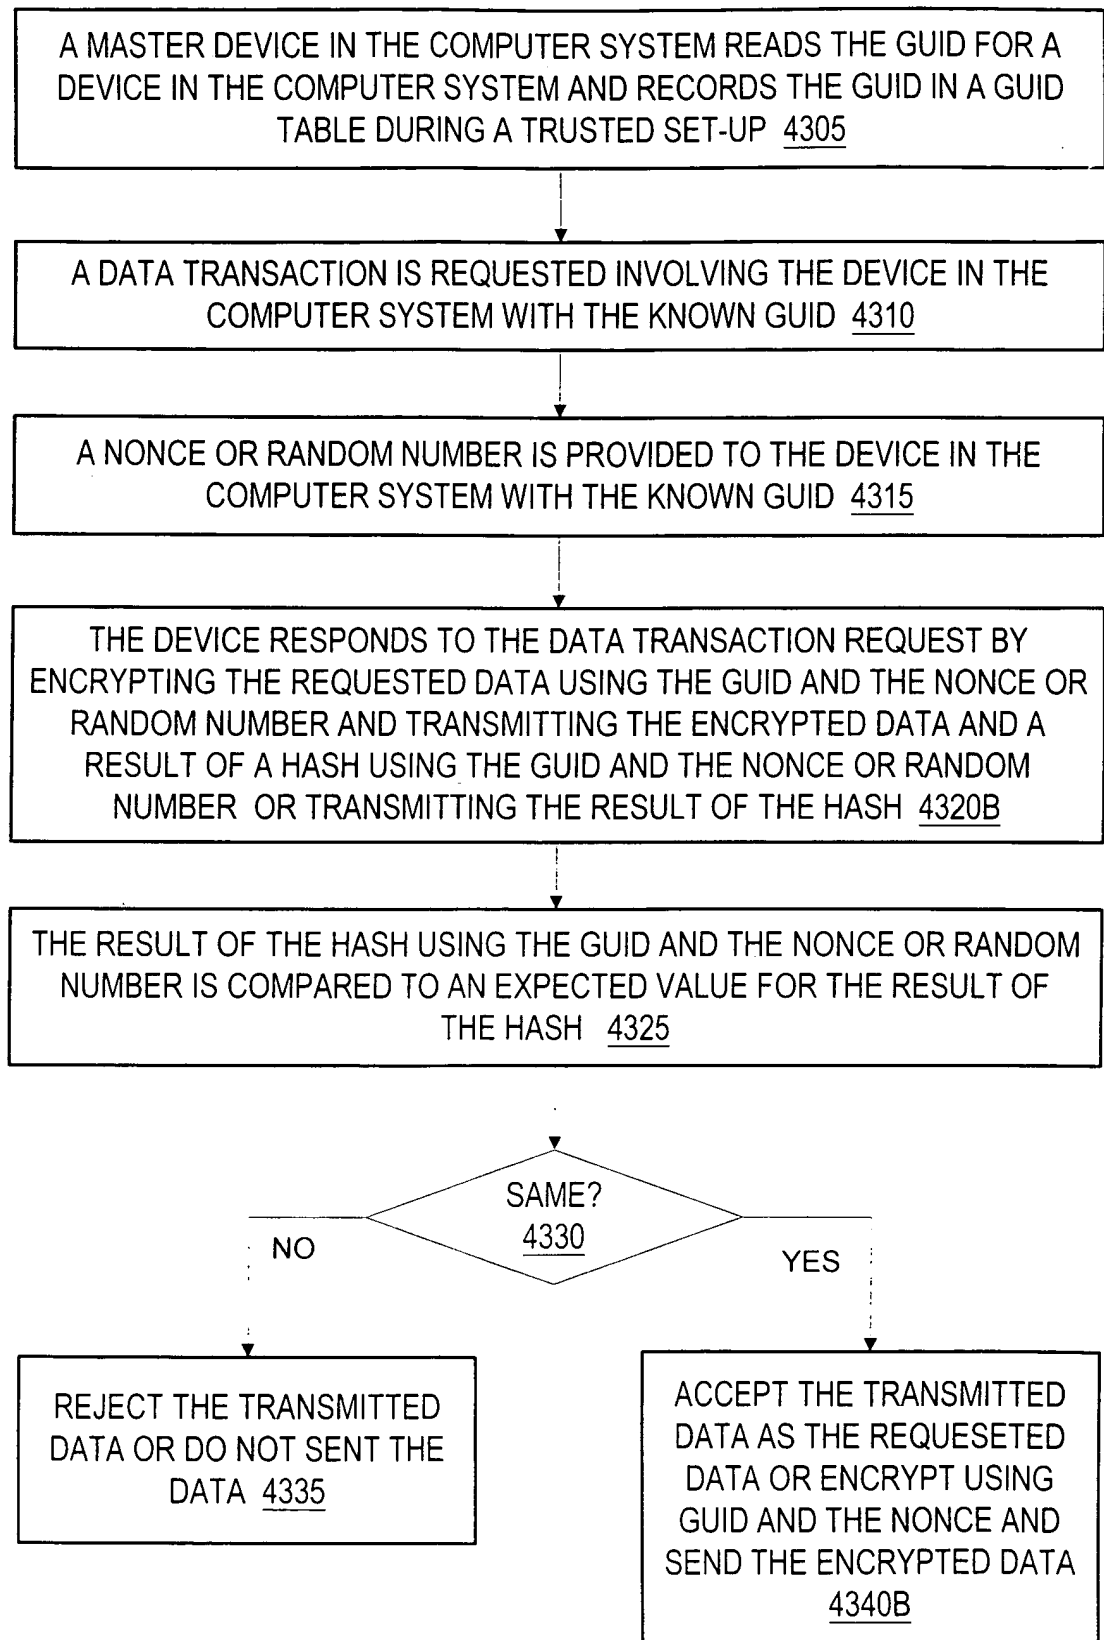 A MASTER DEVICE IN THE COMPUTER SYSTEM READS THE GUID FOR A
DEVICE IN THE COMPUTER SYSTEM AND RECORDS THE GUID IN A GUID
TABLE DURING A TRUSTED SET-UP 4305
A DATA TRANSACTION IS REQUESTED INVOLVING THE DEVICE IN THE
COMPUTER SYSTEM WITH THE KNOWN GUID 4310
A NONCE OR RANDOM NUMBER IS PROVIDED TO THE DEVICE IN THE
COMPUTER SYSTEM WITH THE KNOWN GUID 4315
THE DEVICE RESPONDS TO THE DATA TRANSACTION REQUEST BY
ENCRYPTING THE REQUESTED DATA USING THE GUID AND THE NONCE OR
RANDOM NUMBER AND TRANSMITTING THE ENCRYPTED DATA AND A
RESULT OF A HASH USING THE GUID AND THE NONCE OR RANDOM
NUMBER OR TRANSMITTING THE RESULT OF THE HASH 4320B
THE RESULT OF THE HASH USING THE GUID AND THE NONCE OR RANDOM
NUMBER IS COMPARED TO AN EXPECTED VALUE FOR THE RESULT OF
THE HASH 4325
SAME?
4330
NO
YES
REJECT THE TRANSMITTED
DATA OR DO NOT SENT THE
DATA 4335
ACCEPT THE TRANSMITTED
DATA AS THE REQUESETED
DATA OR ENCRYPT USING
GUID AND THE NONCE AND
SEND THE ENCRYPTED DATA
4340B